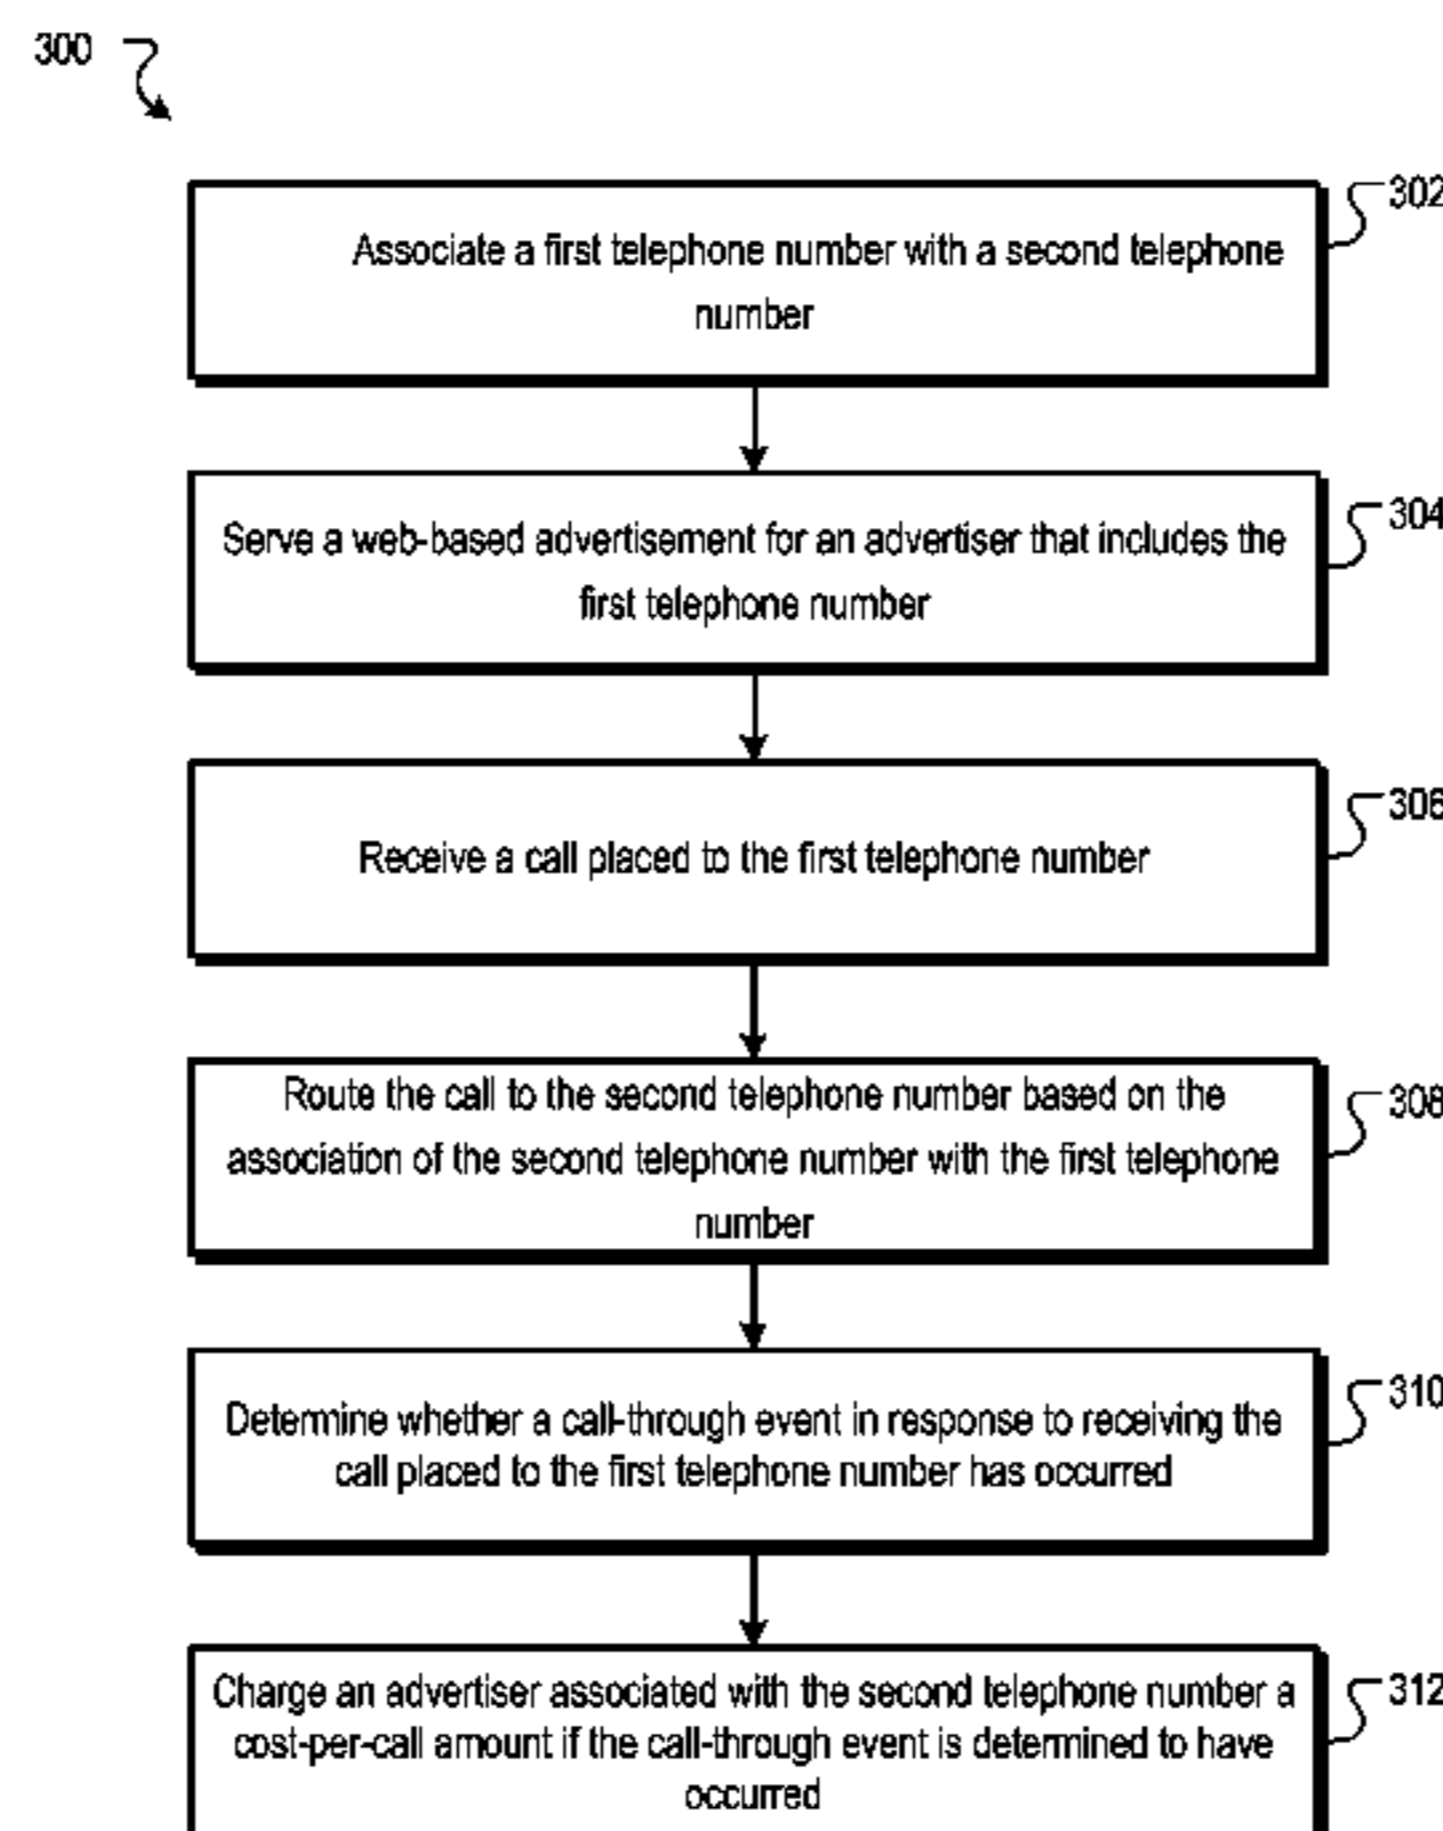 300
302
Associate a first telephone number with a second telephone
number
304
Serve a web-based advertisement for an advertiser that includes the
first telephone number
306
Receive a call placed to the first telephone number
308
Route the call to the second telephone number based on the
association of the second telephone number with the first telephone
number
310
Determine whether a call-through event in response to receiving the
call placed to the first telephone number has occurred
312
Charge an advertiser associated with the second telephone number a
cost-per-call amount if the call-through event is determined to have
occurred